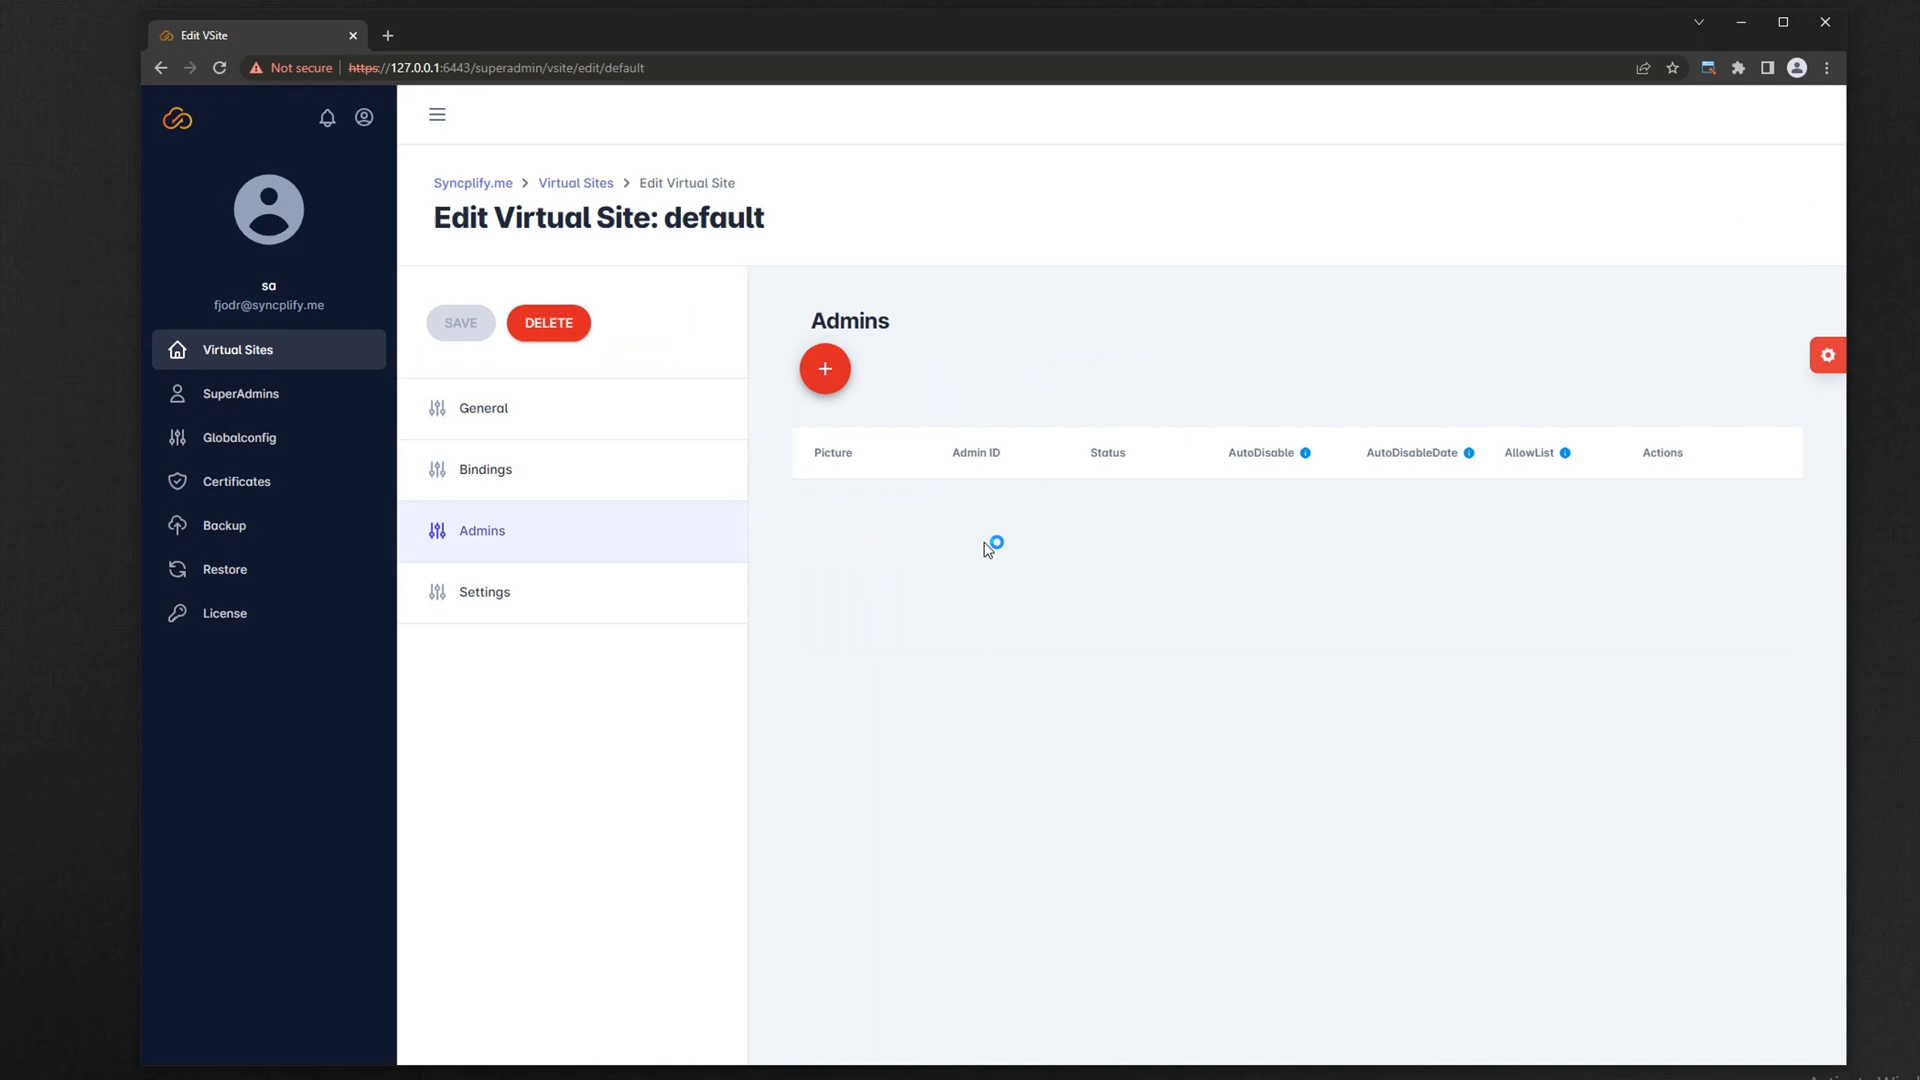 Edit VSite
Not secure
https://127.0.0.1:6443/superadmin/vsite/edit/default
sa
fjodr@syncplify.me
Virtual Sites
SuperAdmins
Globalconfig
Certificates
Backup
Restore
License
Syncplify.me > Virtual Sites > Edit Virtual Site
Edit Virtual Site: default
SAVE
DELETE
General
Bindings
Admins
Settings
Admins
+
Picture Admin ID Status AutoDisable AutoDisableDate AllowList Actions